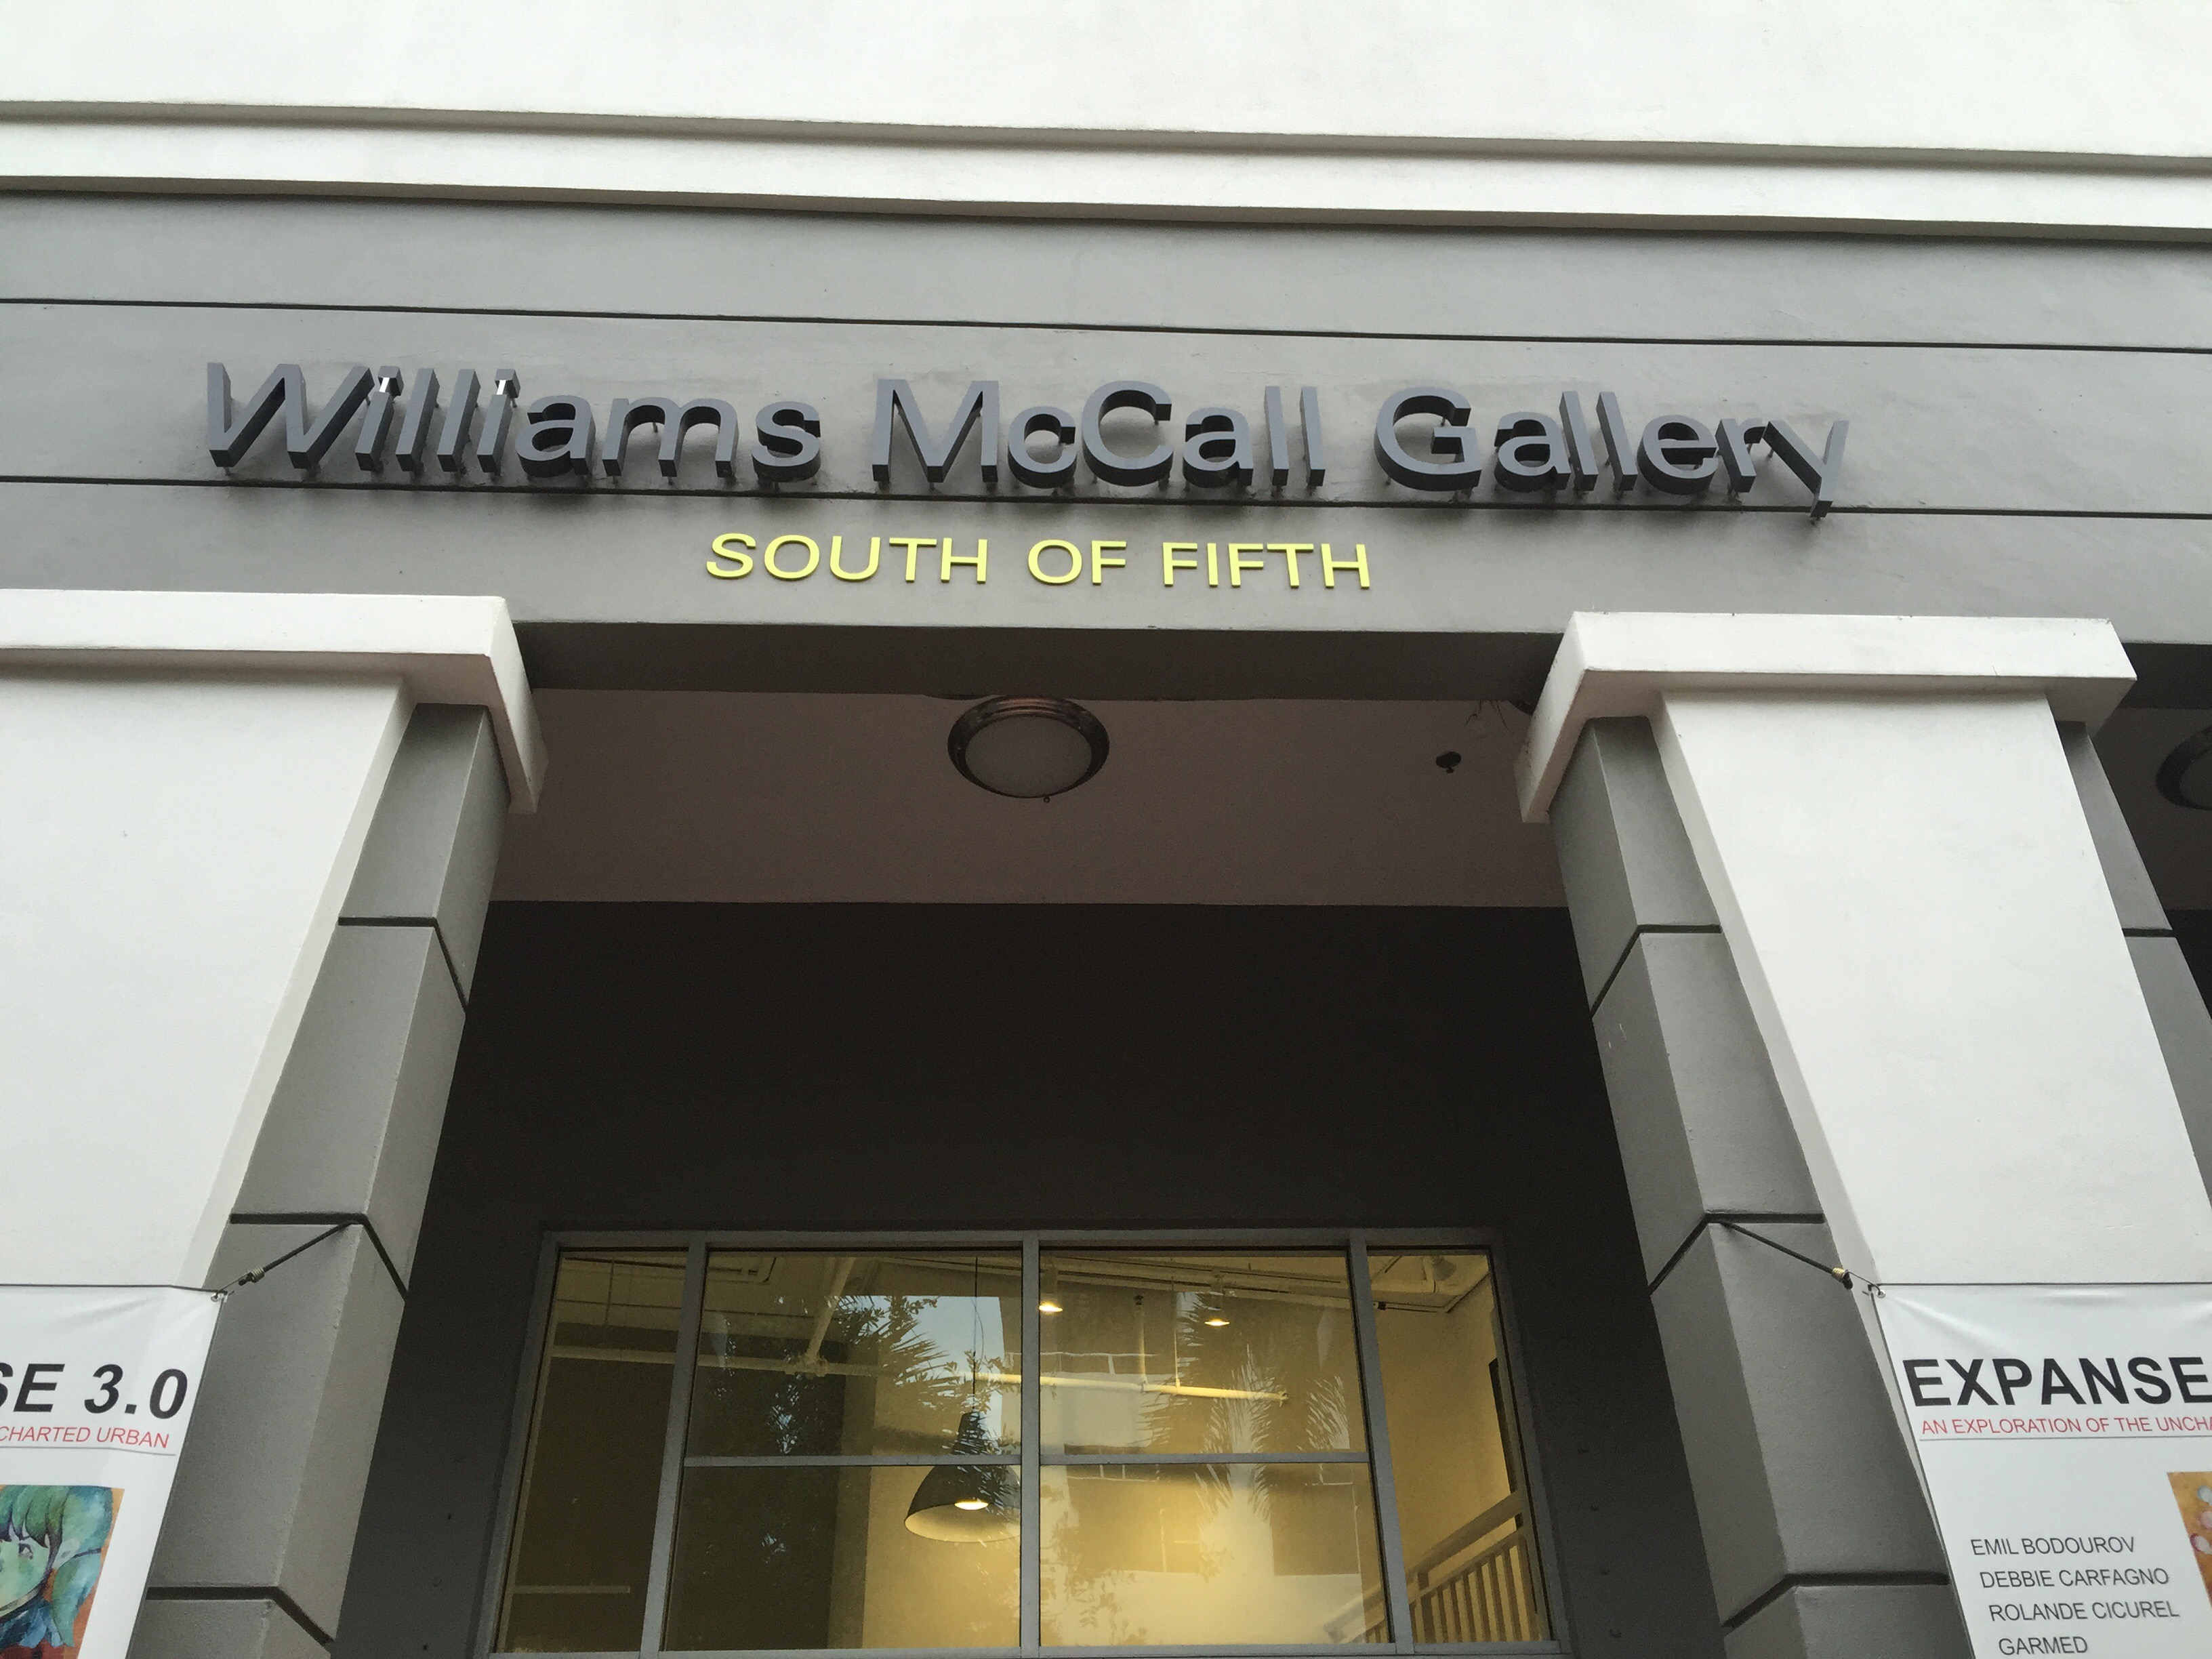 Williams McCall Gallery
SOUTH OF FIFTH
SE 3.0
CHARTED URBAN
EXPANSE
AN EXPLORATION OF THE UNCHA
EMIL BODOUROV
DEBBIE CARFAGNO
ROLANDE CICUREL
GARMED